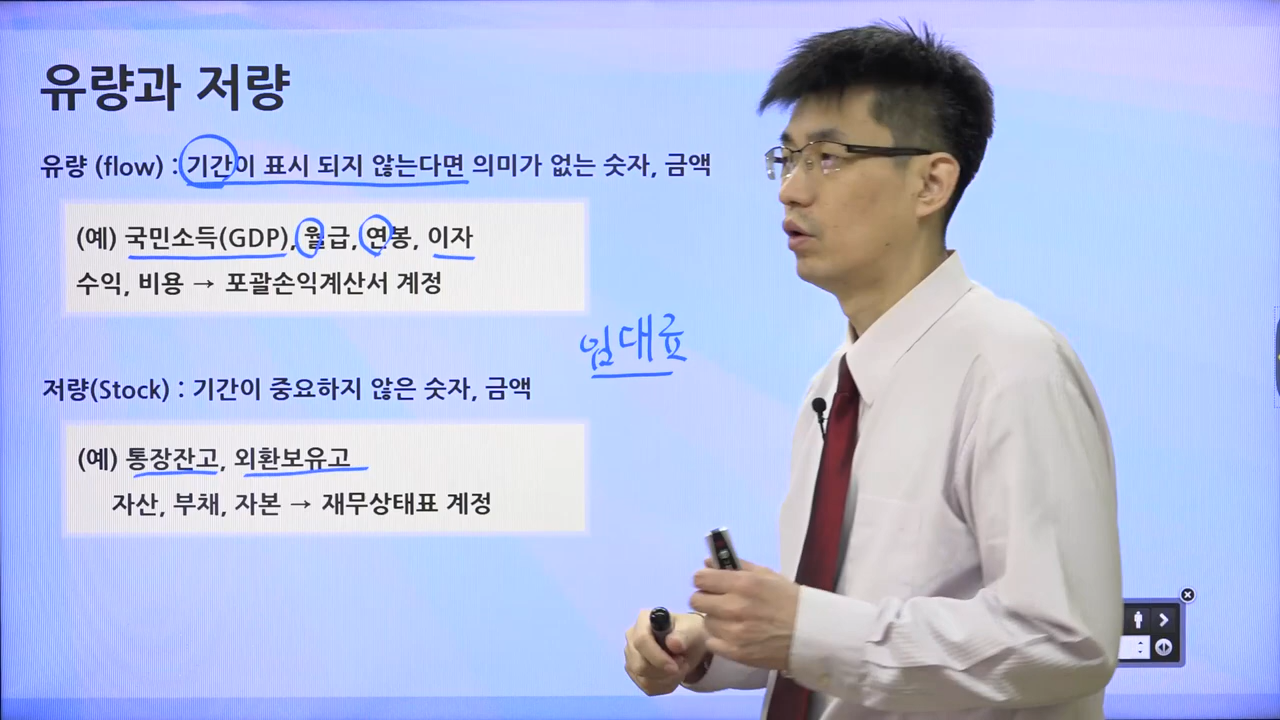 유량과 저량
유량 (flow) : 기간이 표시 되지 않는다면 의미가 없는 숫자, 금액
(예) 국민소득(GDP), 월급, 연봉, 이자
수익, 비용 → 포괄손익계산서 계정
임대료
저량(Stock) : 기간이 중요하지 않은 숫자, 금액
(예) 통장잔고, 외환보유고
자산, 부채, 자본 → 재무상태표 계정